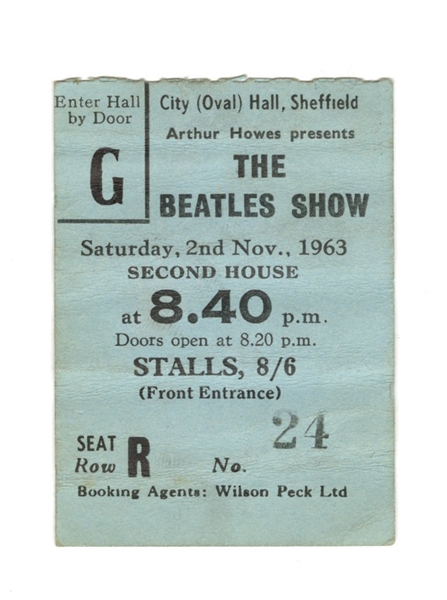 Enter Hall
by Door
G
City (Oval) Hall, Sheffield
Arthur Howes presents
THE
BEATLES SHOW
Saturday, 2nd Nov., 1963
SECOND HOUSE
at 8.40 p.m.
Doors open at 8.20 p.m.
STALLS, 8/6
(Front Entrance)
SEAT
Row R No. 24
Booking Agents: Wilson Peck Ltd